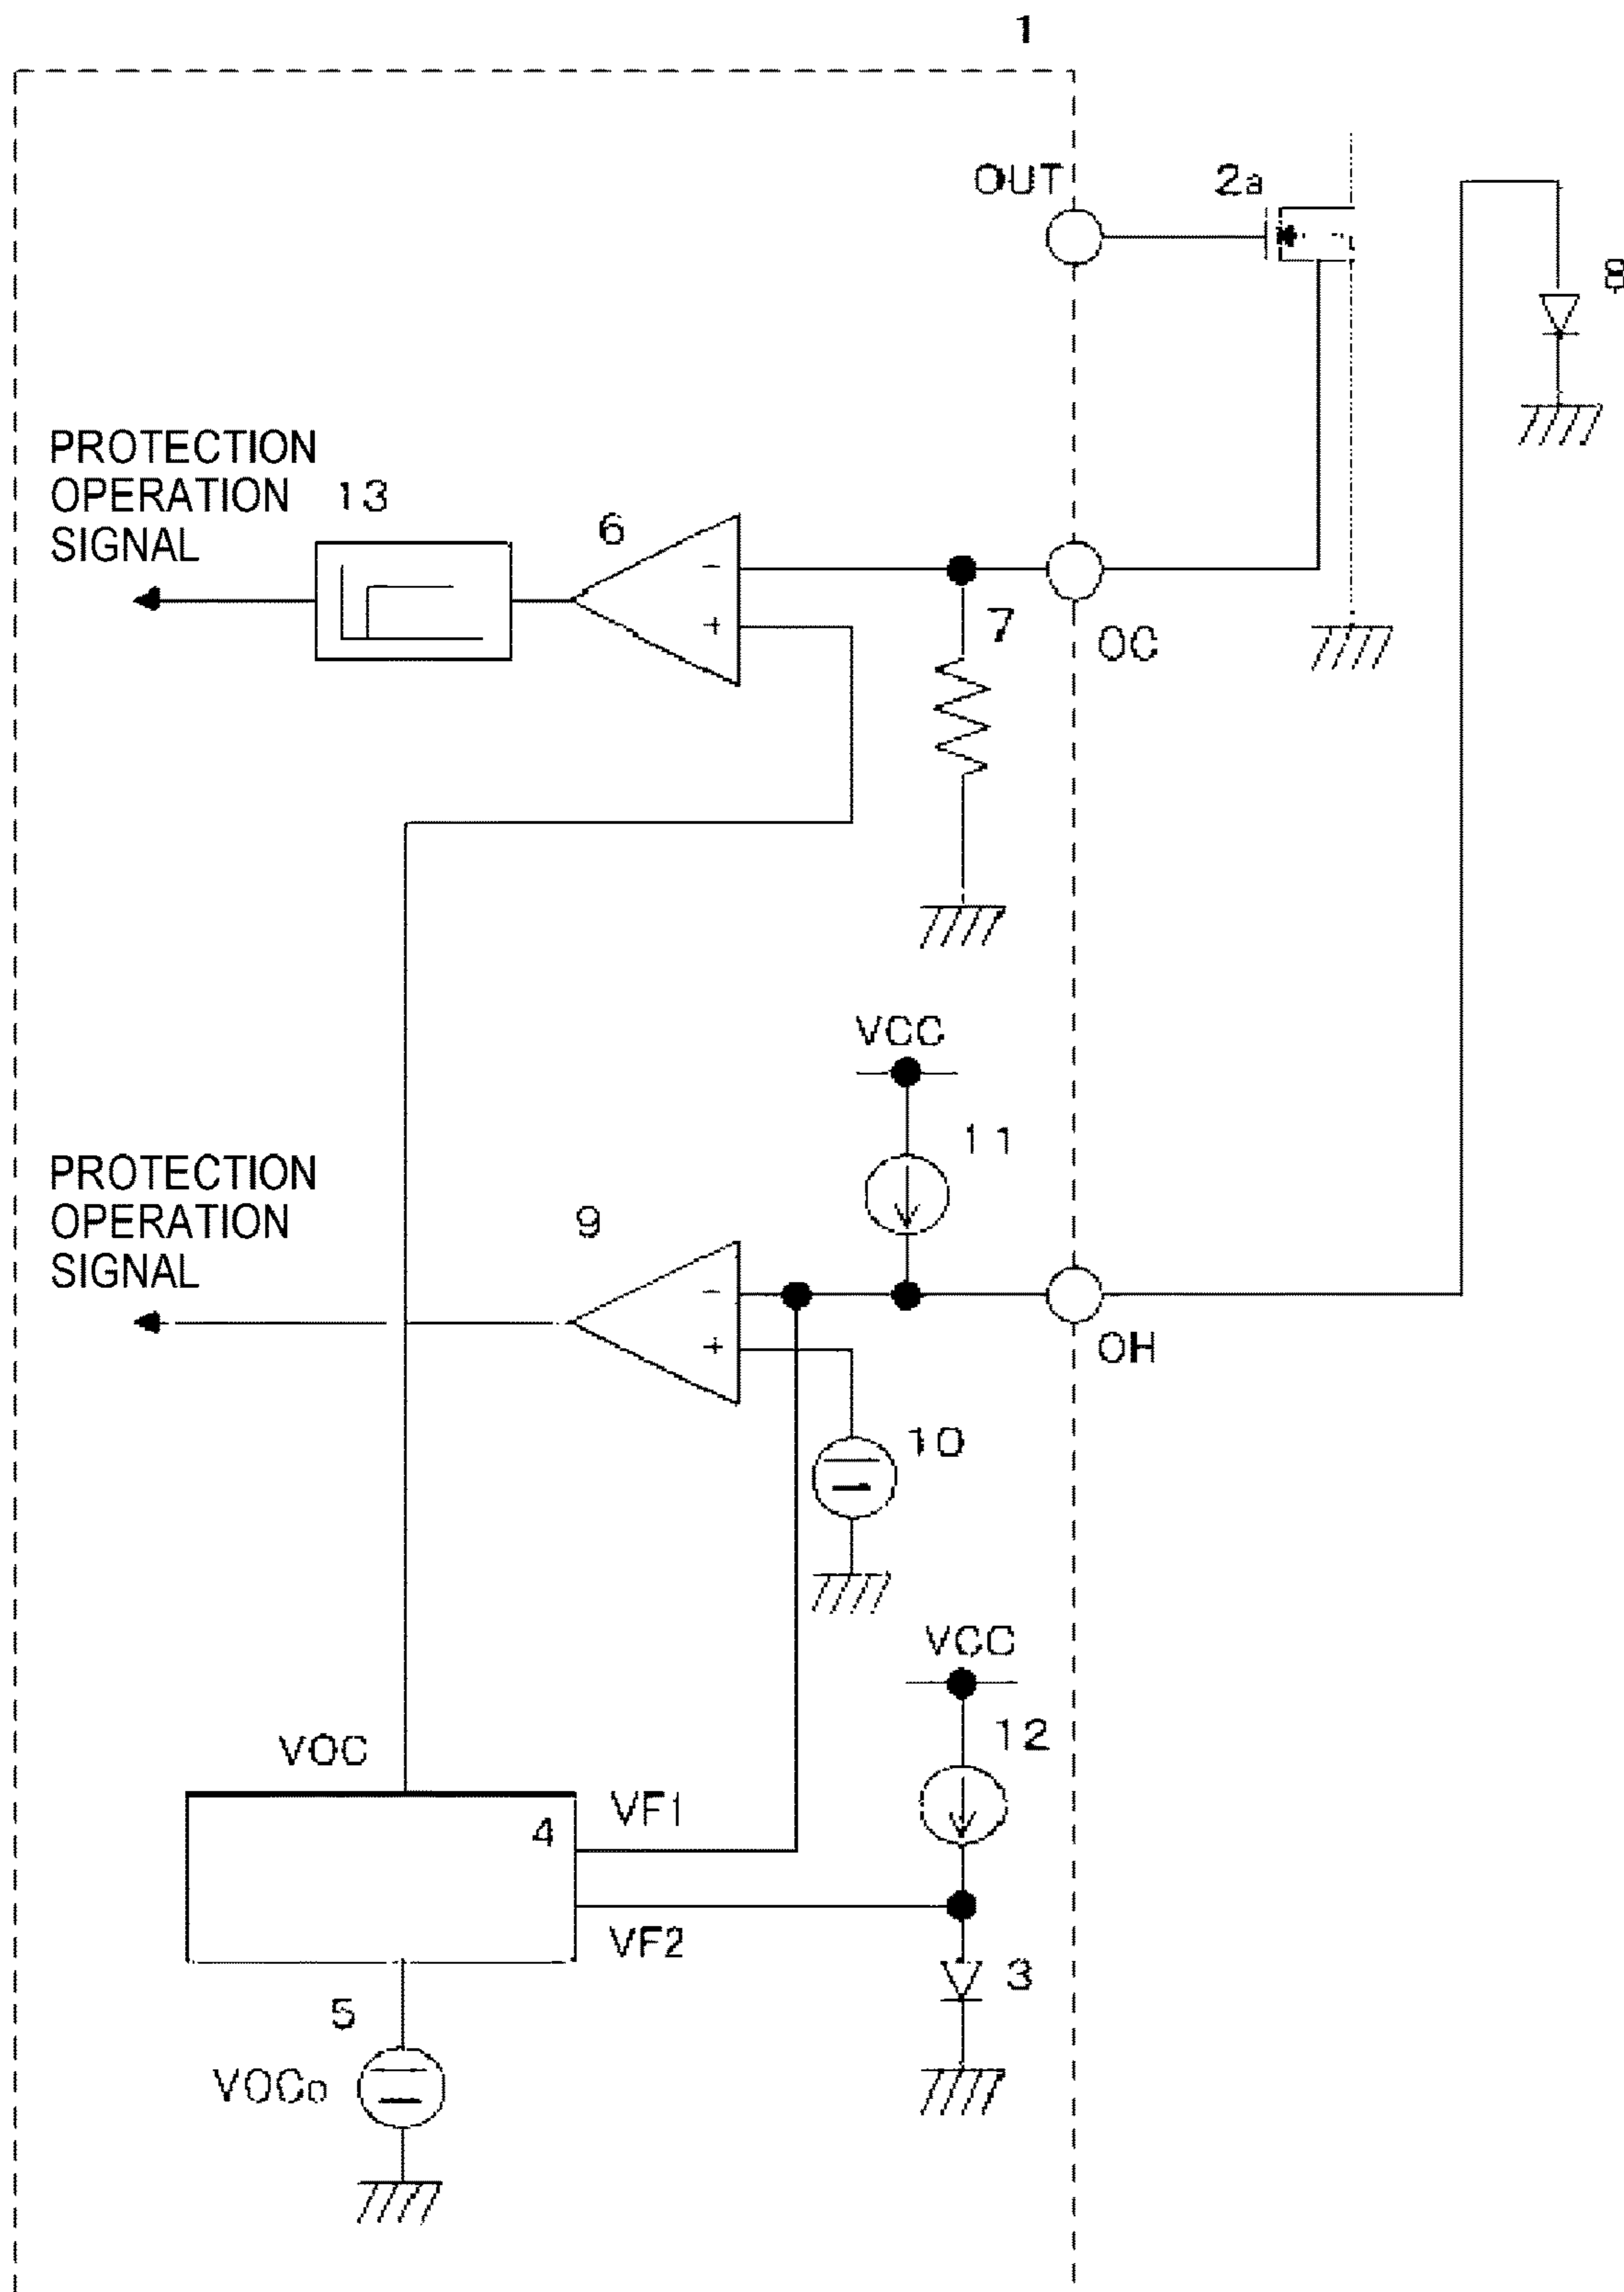 1
OUT
2a
8
PROTECTION
OPERATION
SIGNAL
13
6
−
+
7
OC
VCC
11
PROTECTION
OPERATION
SIGNAL
9
−
+
OH
10
VCC
12
VOC
VF1
4
VF2
3
5
VOC₀